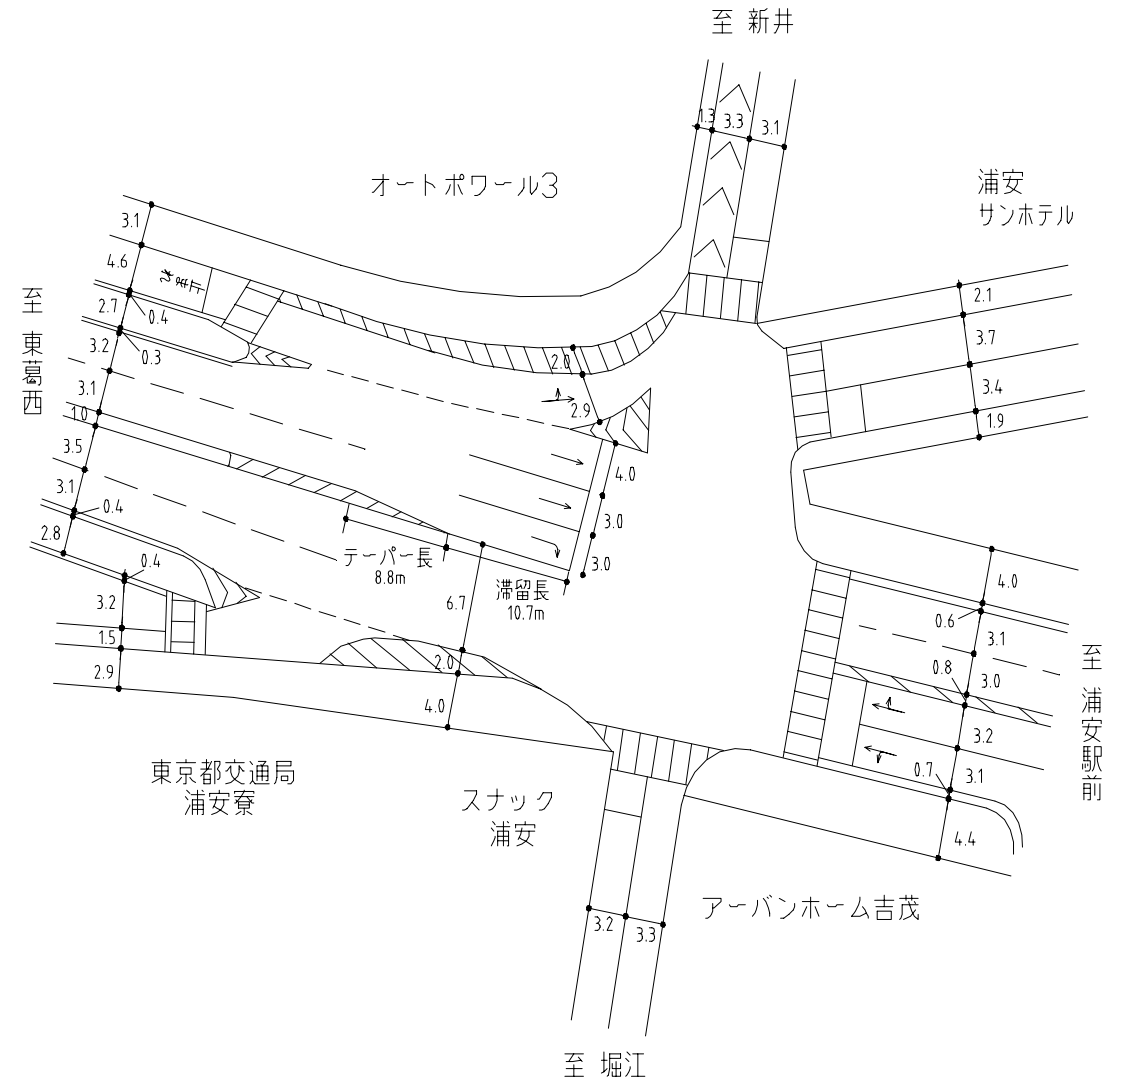 至 新井
1.3
3.3
3.1
オートポワール3
浦安
サンホテル
3.1
4.6
2.7
0.4
3.2
0.3
3.1
1.0
3.5
3.1
0.4
2.8
0.4
3.2
1.5
2.9
至 東葛西
2.0
2.9
4.0
3.0
3.0
テーパー長
8.8m
滞留長
10.7m
6.7
2.0
4.0
2.1
3.7
3.4
1.9
4.0
0.6
3.1
0.8
3.0
3.2
0.7
3.1
4.4
至 浦安駅前
東京都交通局
浦安寮
スナック
浦安
アーバンホーム吉茂
3.2
3.3
至 堀江